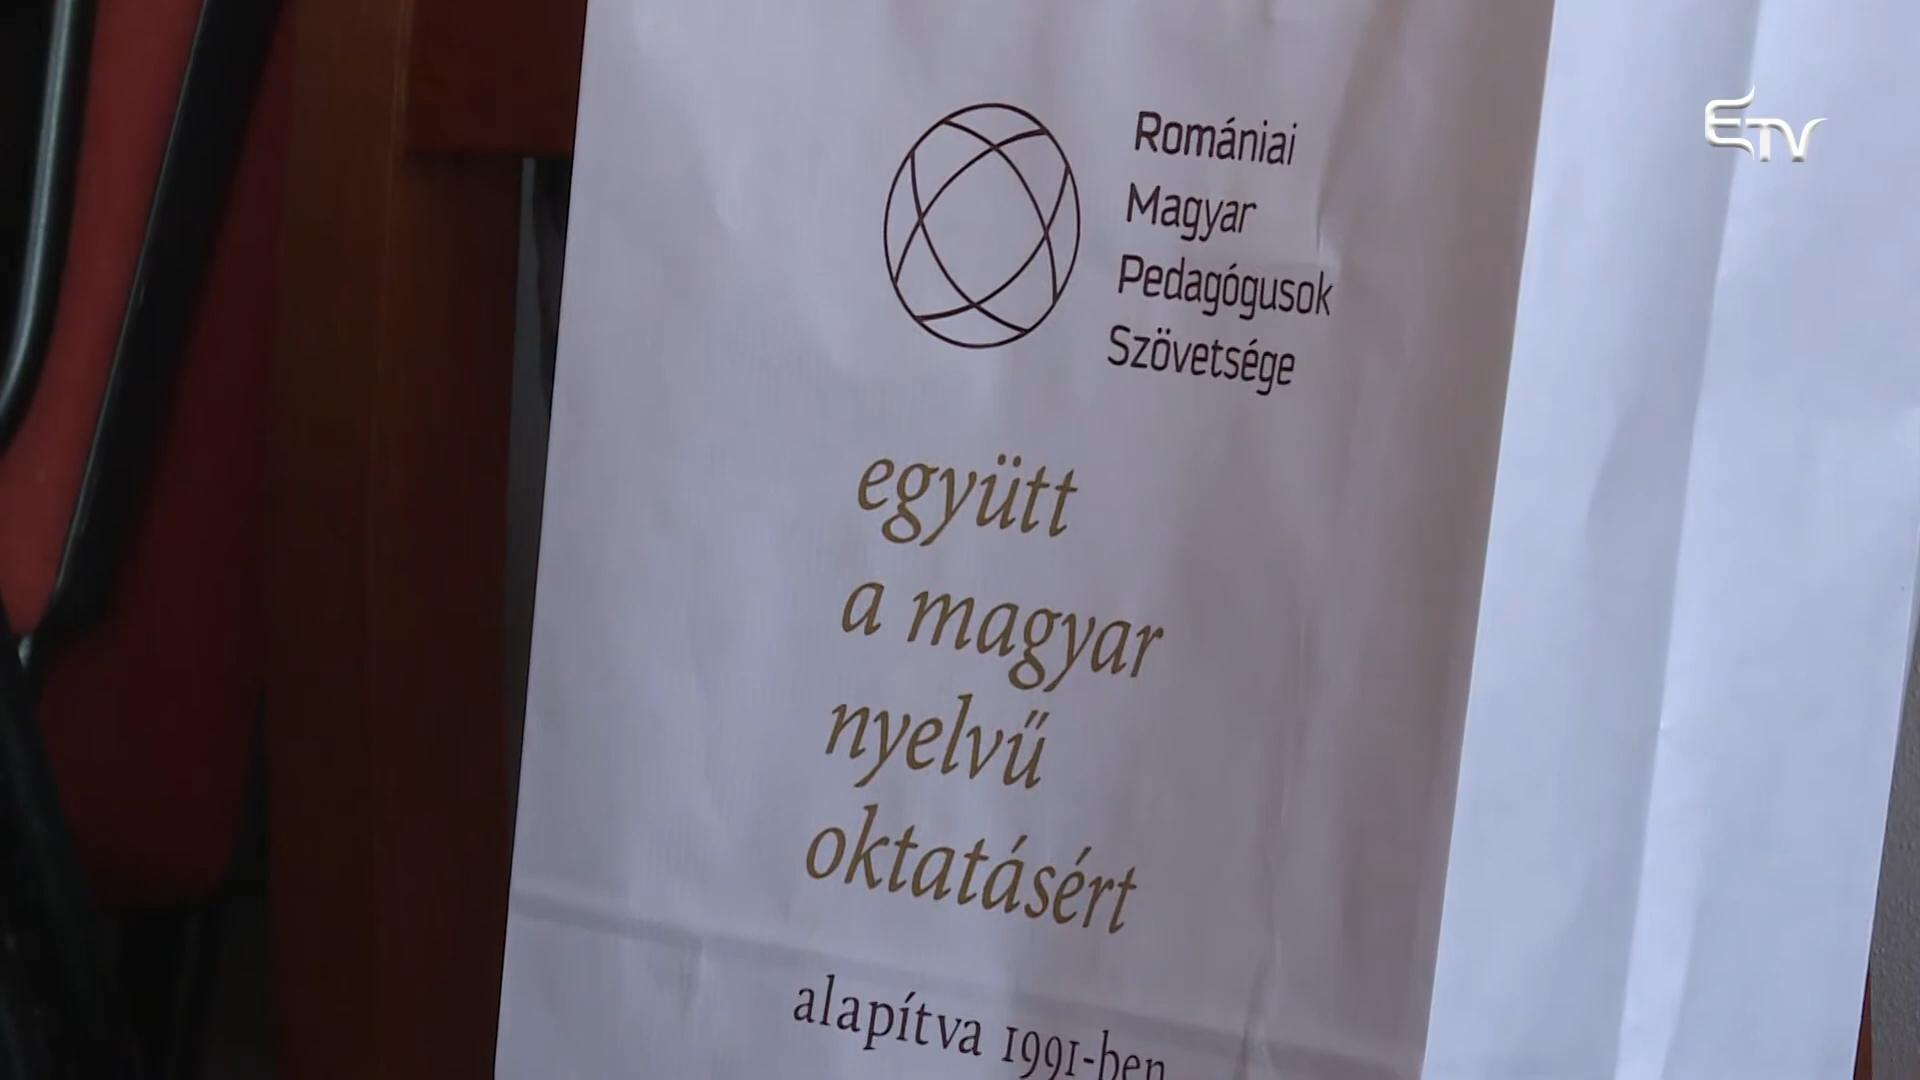 Romániai
Magyar
Pedagógusok
Szövetsége
együtt
a magyar
nyelvű
oktatásért
alapítva 1991-ben
ETV